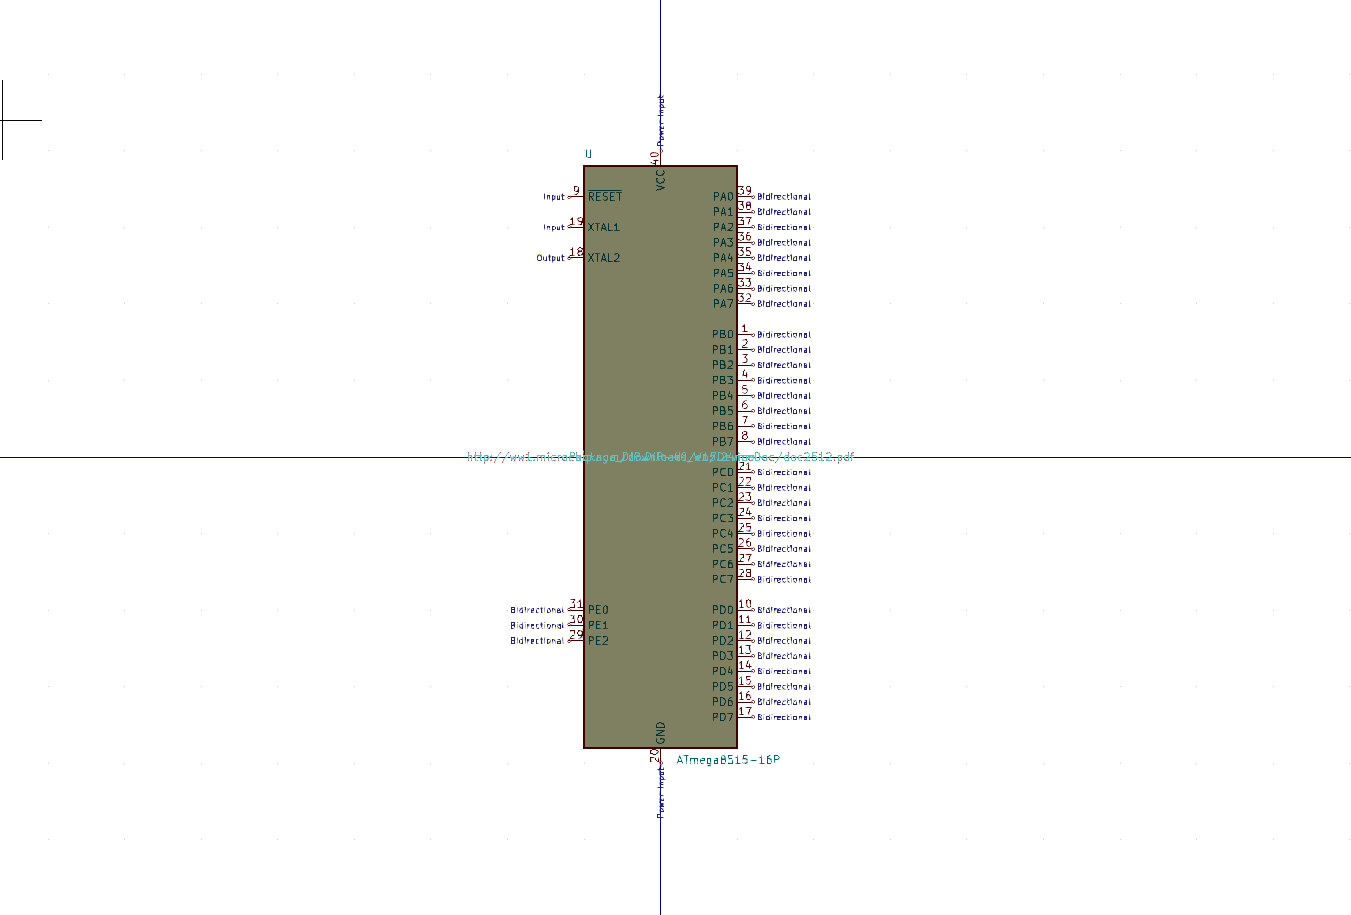 Power Input
40
U
VCC
Input 9 RESET
PA0 39 Bidirectional
PA1 38 Bidirectional
Input 19 XTAL1
PA2 37 Bidirectional
PA3 36 Bidirectional
Output 18 XTAL2
PA4 35 Bidirectional
PA5 34 Bidirectional
PA6 33 Bidirectional
PA7 32 Bidirectional
PB0 1 Bidirectional
PB1 2 Bidirectional
PB2 3 Bidirectional
PB3 4 Bidirectional
PB4 5 Bidirectional
PB5 6 Bidirectional
PB6 7 Bidirectional
PB7 8 Bidirectional
PC0 21 Bidirectional
PC1 22 Bidirectional
PC2 23 Bidirectional
PC3 24 Bidirectional
PC4 25 Bidirectional
PC5 26 Bidirectional
PC6 27 Bidirectional
PC7 28 Bidirectional
Bidirectional 31 PE0
PD0 10 Bidirectional
Bidirectional 30 PE1
PD1 11 Bidirectional
Bidirectional 29 PE2
PD2 12 Bidirectional
PD3 13 Bidirectional
PD4 14 Bidirectional
PD5 15 Bidirectional
PD6 16 Bidirectional
PD7 17 Bidirectional
GND
20
ATmega8515-16P
Power Input